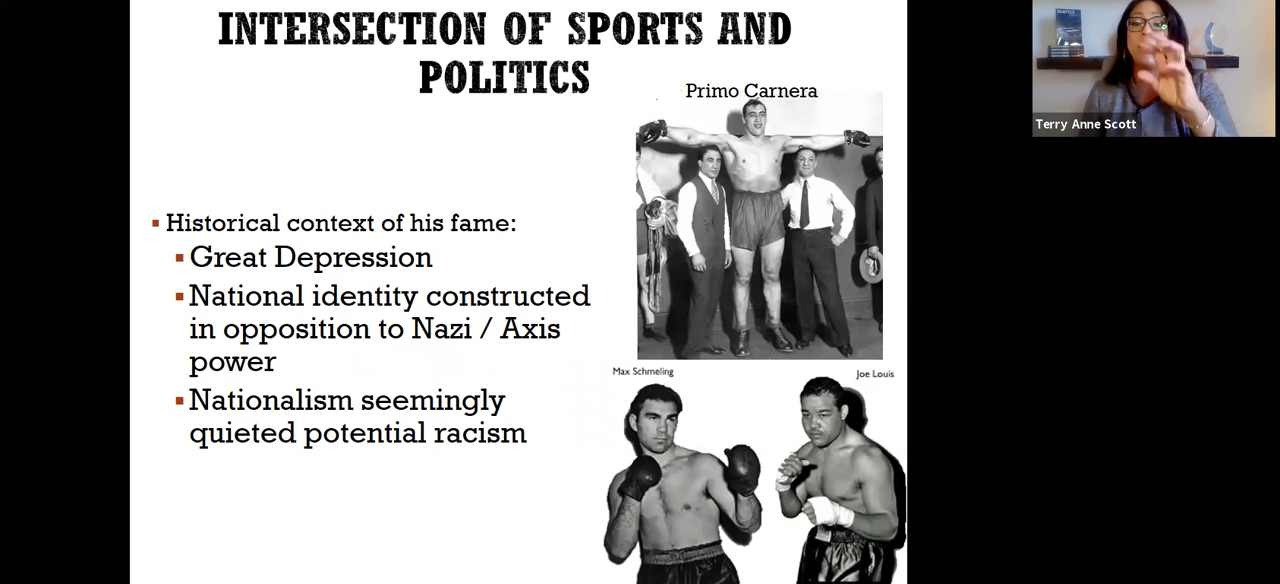 INTERSECTION OF SPORTS AND
POLITICS
Primo Carnera
▪ Historical context of his fame:
▪ Great Depression
▪ National identity constructed
in opposition to Nazi / Axis
power
▪ Nationalism seemingly
quieted potential racism
Max Schmeling
Joe Louis
Terry Anne Scott
SEATTLE